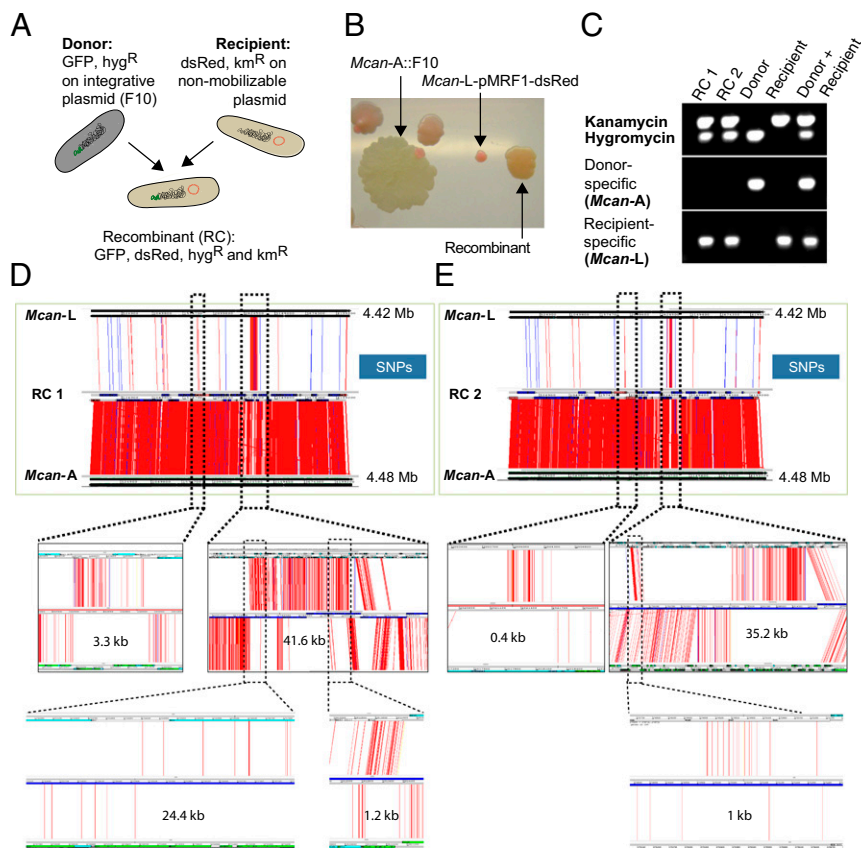 A
Donor:
GFP, hygR
on integrative
plasmid (F10)
Recipient:
dsRed, kmR on
non-mobilizable
plasmid
Recombinant (RC):
GFP, dsRed, hygR and kmR
B
Mcan-A::F10
Mcan-L-pMRF1-dsRed
Recombinant
C
RC 1
RC 2
Donor
Recipient
Donor +
Recipient
Kanamycin
Hygromycin
Donor-
specific
(Mcan-A)
Recipient-
specific
(Mcan-L)
D
Mcan-L
4.42 Mb
SNPs
RC 1
Mcan-A
4.48 Mb
3.3 kb
41.6 kb
24.4 kb
1.2 kb
E
Mcan-L
4.42 Mb
SNPs
RC 2
Mcan-A
4.48 Mb
0.4 kb
35.2 kb
1 kb